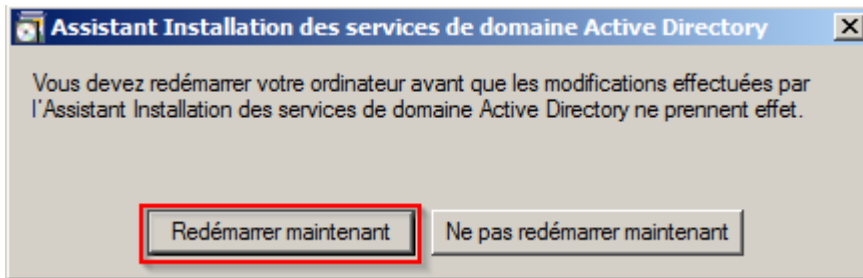 Assistant Installation des services de domaine Active Directory
Vous devez redémarrer votre ordinateur avant que les modifications effectuées par
l'Assistant Installation des services de domaine Active Directory ne prennent effet.
Redémarrer maintenant
Ne pas redémarrer maintenant